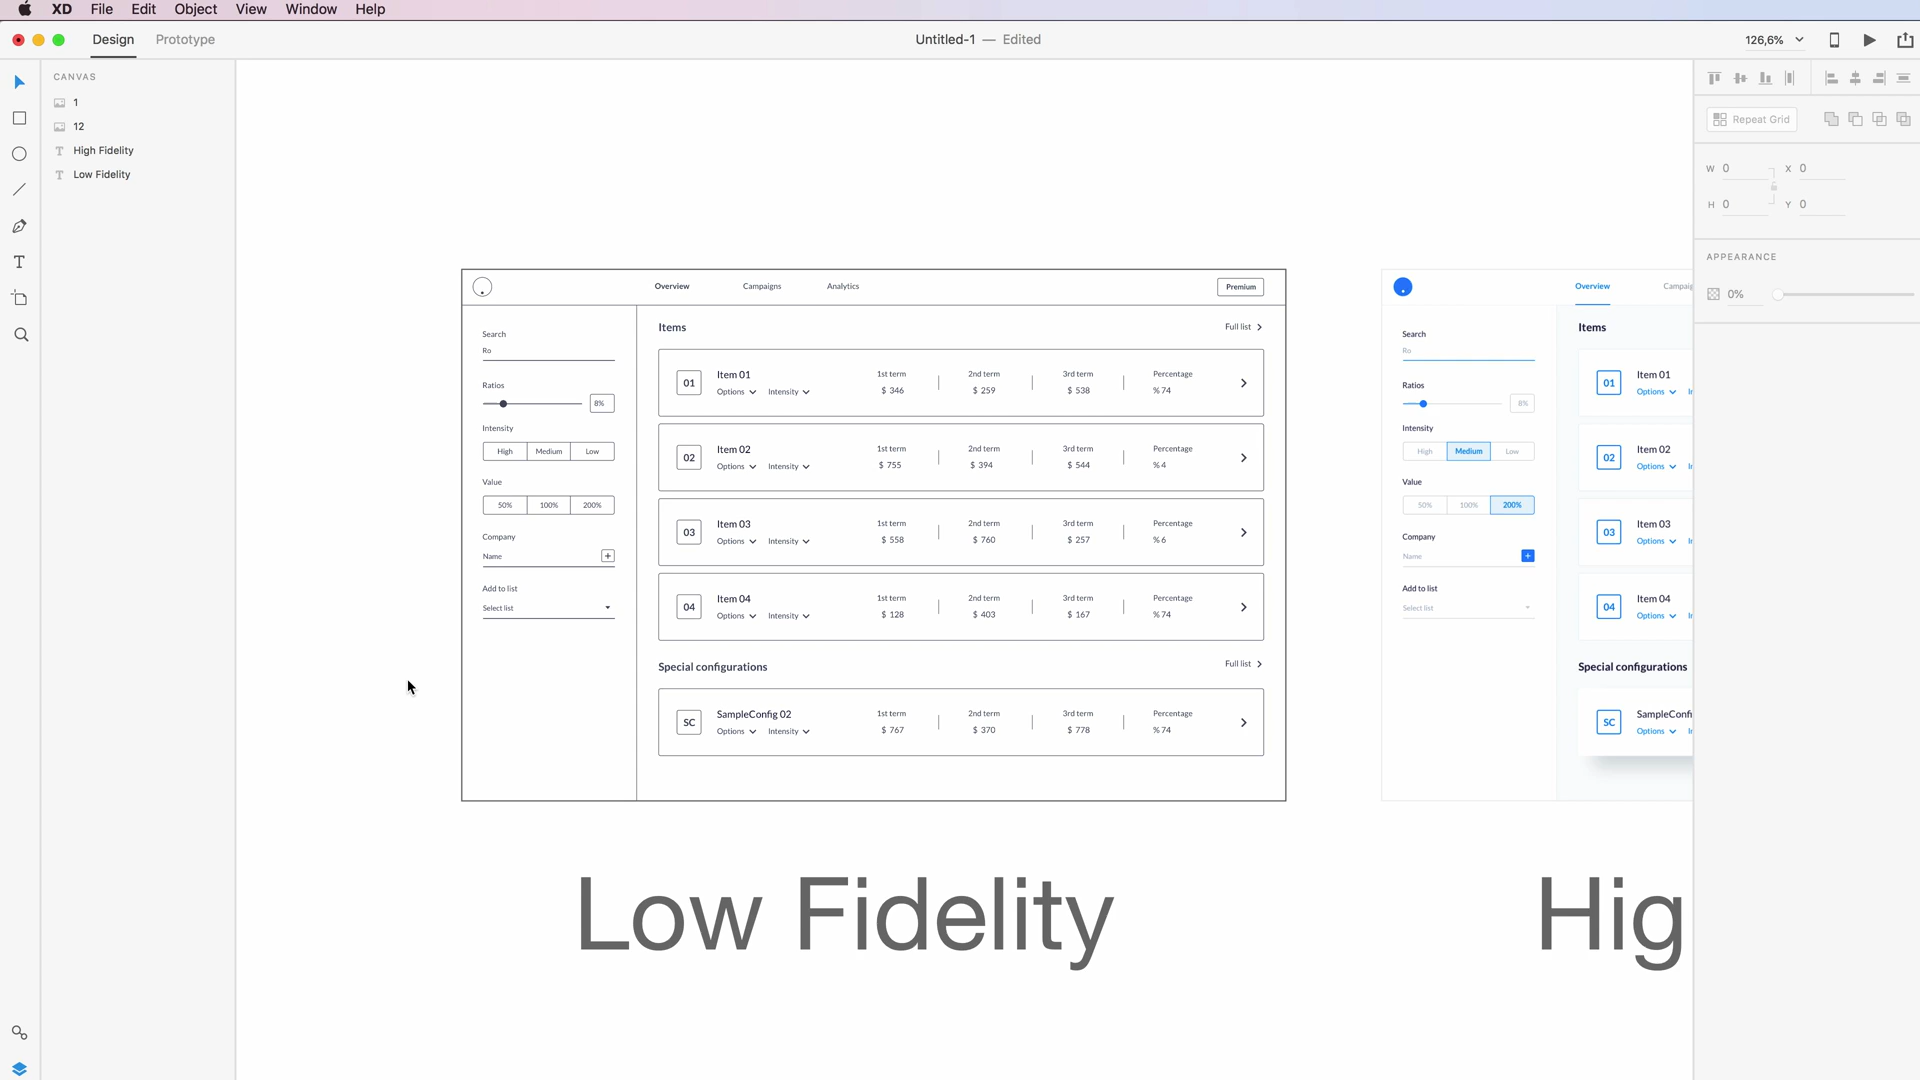 XD File Edit Object View Window Help
Design Prototype
Untitled-1 — Edited
126,6%
CANVAS
1
12
High Fidelity
Low Fidelity
Overview Campaigns Analytics Premium
Search
Ro
Ratios
8%
Intensity
High Medium Low
Value
50% 100% 200%
Company
Name +
Add to list
Select list
Items Full list
01 Item 01 1st term 2nd term 3rd term Percentage
Options Intensity $ 346 $ 259 $ 538 % 74
02 Item 02 1st term 2nd term 3rd term Percentage
Options Intensity $ 755 $ 394 $ 544 % 4
03 Item 03 1st term 2nd term 3rd term Percentage
Options Intensity $ 558 $ 760 $ 257 % 6
04 Item 04 1st term 2nd term 3rd term Percentage
Options Intensity $ 128 $ 403 $ 167 % 74
Special configurations Full list
SC SampleConfig 02 1st term 2nd term 3rd term Percentage
Options Intensity $ 767 $ 370 $ 778 % 74
Low Fidelity
Overview Campaig
Search
Ro
Ratios
8%
Intensity
High Medium Low
Value
50% 100% 200%
Company
Name +
Add to list
Select list
Items
01 Item 01
Options In
02 Item 02
Options In
03 Item 03
Options In
04 Item 04
Options In
Special configurations
SC SampleConfi
Options In
Hig
Repeat Grid
W 0 X 0
H 0 Y 0
APPEARANCE
0%